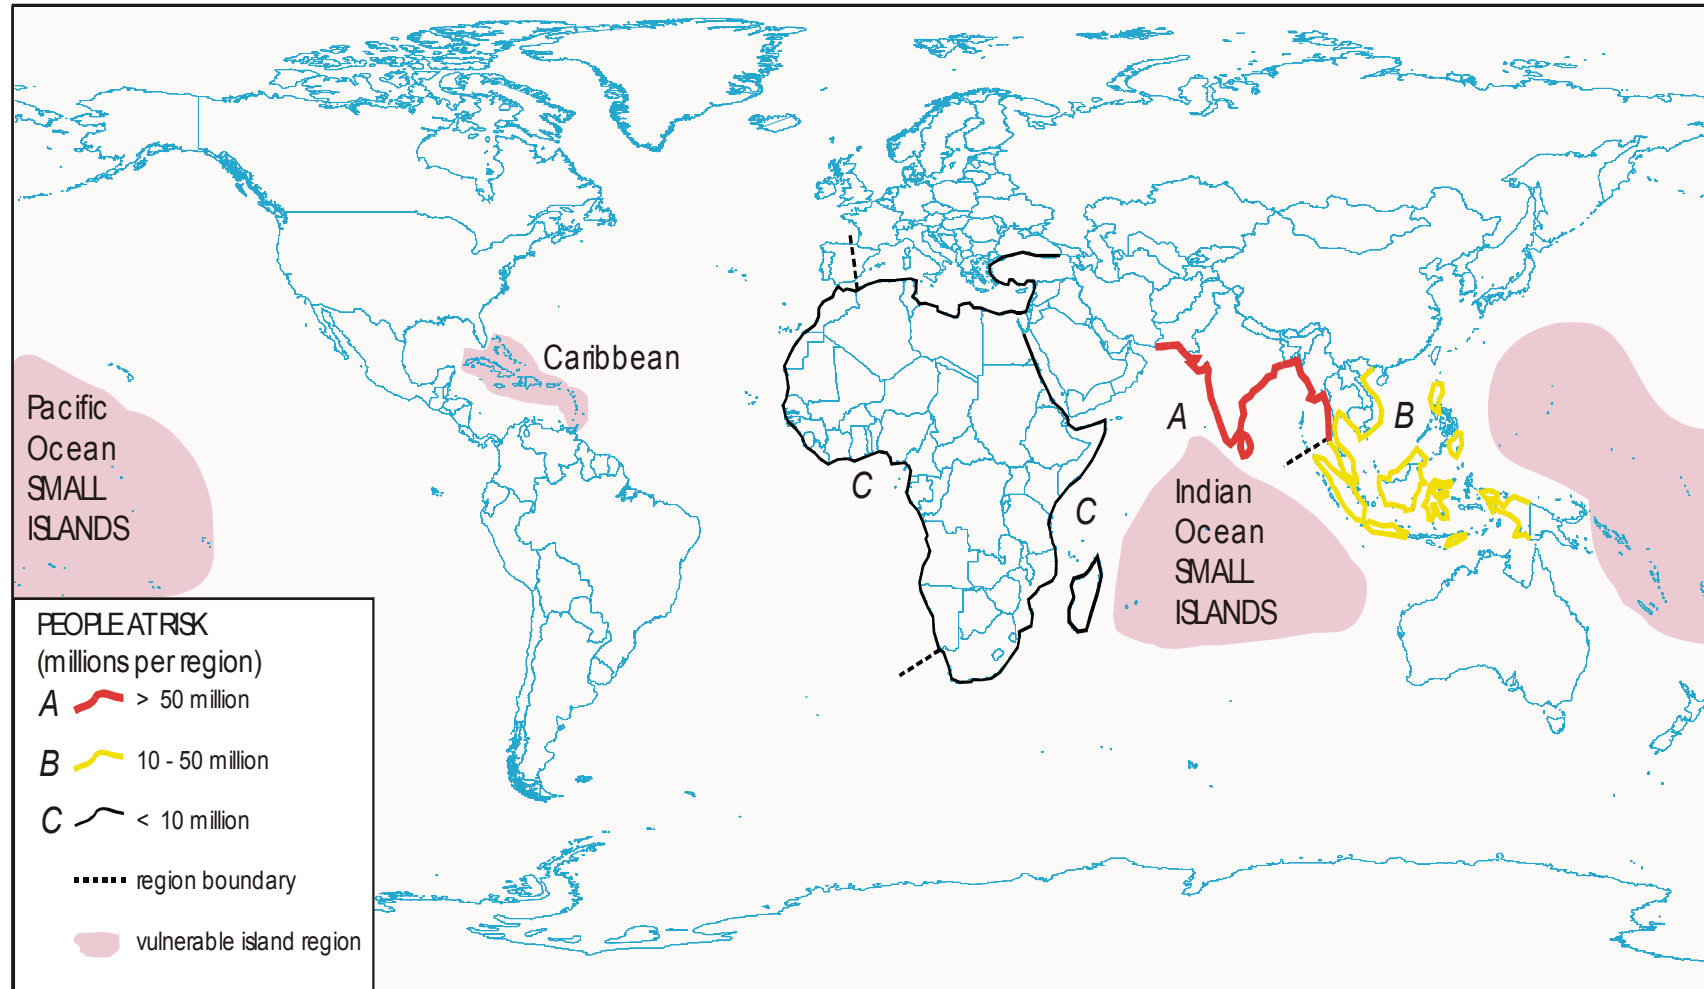 Caribbean
Pacific
Ocean
SMALL
ISLANDS
A
B
C
C
Indian
Ocean
SMALL
ISLANDS
PEOPLE AT RISK
(millions per region)
A > 50 million
B 10 - 50 million
C < 10 million
region boundary
vulnerable island region